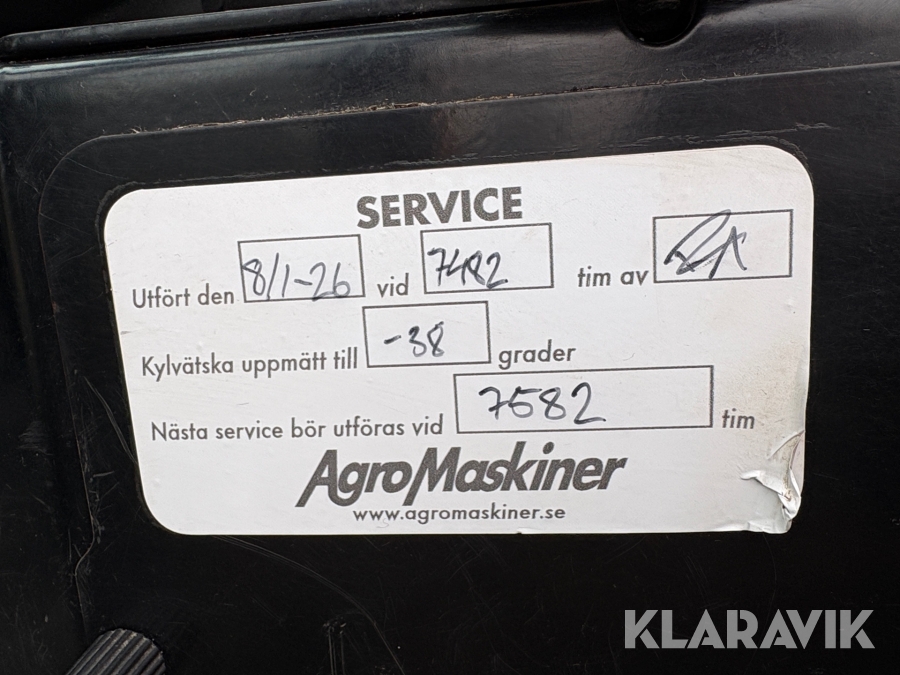 SERVICE
Utfört den 8/1-26 vid 7482 tim av
Kylvätska uppmätt till -38 grader
Nästa service bör utföras vid 7582 tim
AgroMaskiner
www.agromaskiner.se
KLARAVIK